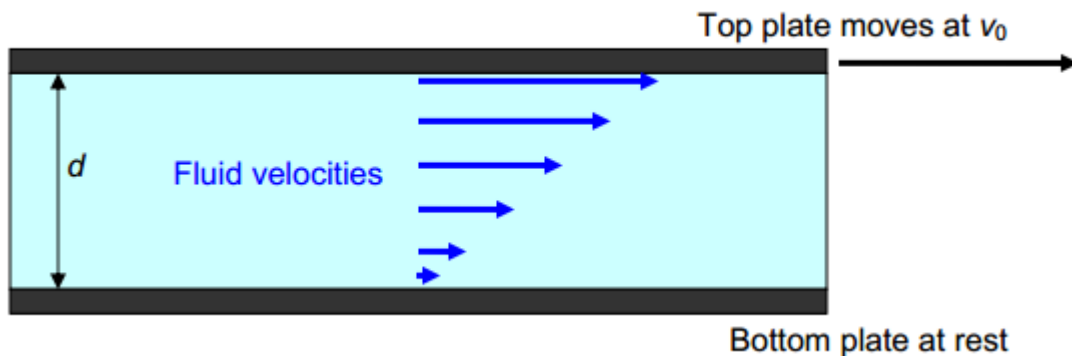 Top plate moves at v₀
d
Fluid velocities
Bottom plate at rest